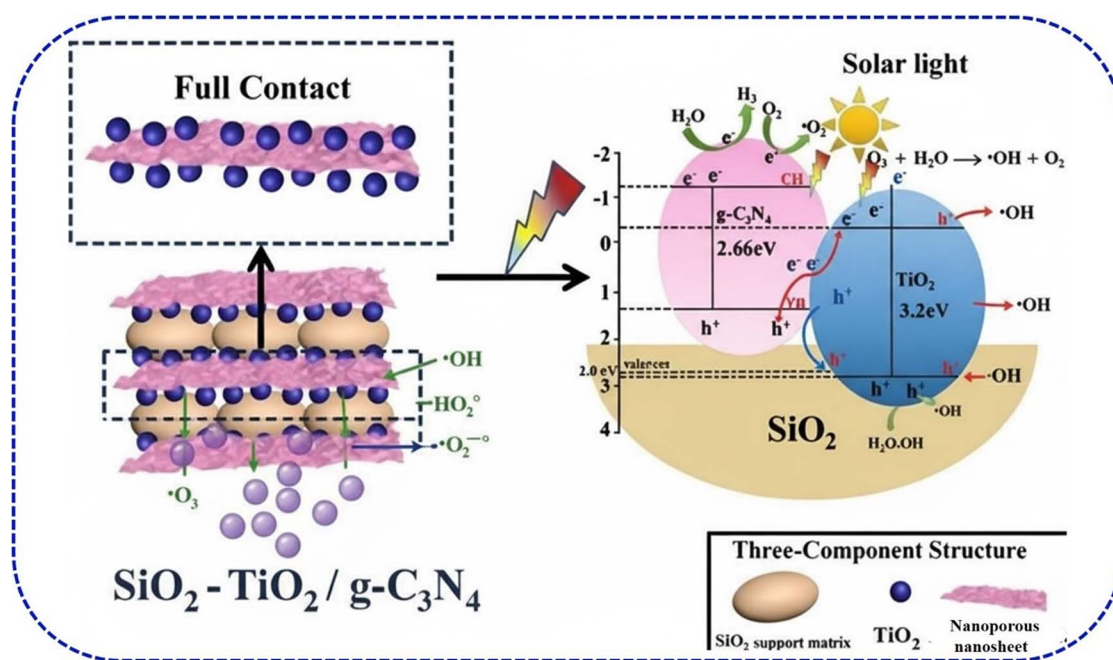 Full Contact
SiO₂ - TiO₂ / g-C₃N₄
•OH
HO₂°
•O₂⁻°
•O₃
Solar light
H₂O
H₃
O₂
•O₂
e⁻
e⁻
O₃ + H₂O → •OH + O₂
-2
-1
0
1
2
2.0 eV
3
4
e⁻ e⁻
CH
g-C₃N₄
2.66eV
e⁻ e⁻
h⁺
h⁺
valances
e⁻
e⁻
e⁻
h⁺
•OH
TiO₂
3.2eV
h⁺
•OH
h⁺
h⁺
•OH
h⁺
h⁺
•OH
H₂O.OH
SiO₂
Three-Component Structure
SiO₂ support matrix
TiO₂
Nanoporous
nanosheet